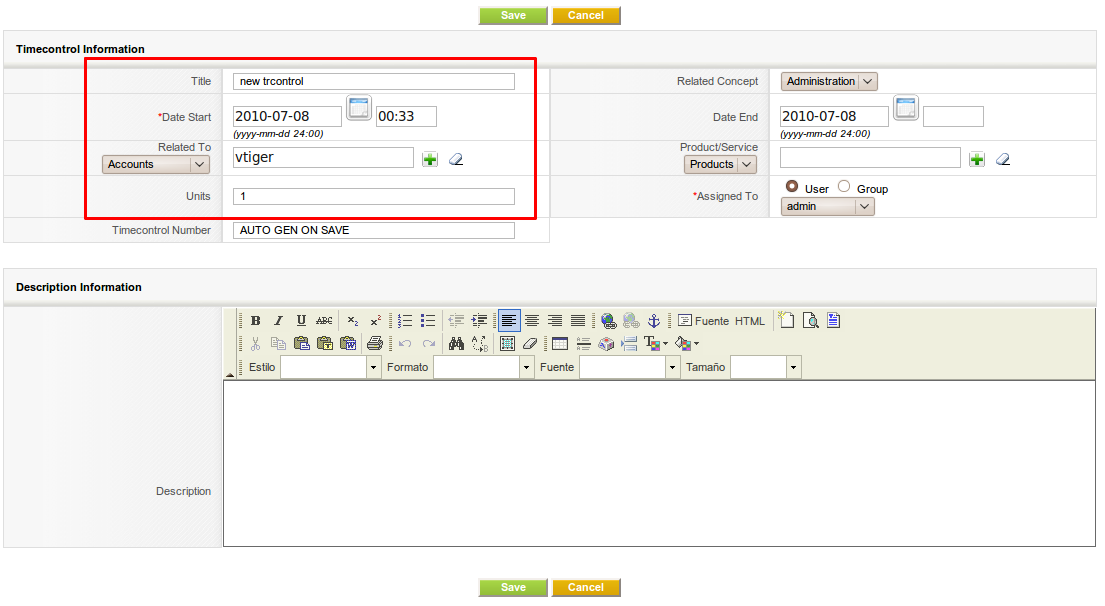 Save Cancel
Timecontrol Information
Title new trcontrol Related Concept Administration
*Date Start 2010-07-08 00:33 Date End 2010-07-08
(yyyy-mm-dd 24:00) (yyyy-mm-dd 24:00)
Related To Product/Service
Accounts vtiger Products
Units 1 *Assigned To User Group
admin
Timecontrol Number AUTO GEN ON SAVE
Description Information
B I U ABC x2 x2 Fuente HTML
Estilo Formato Fuente Tamaño
Description
Save Cancel